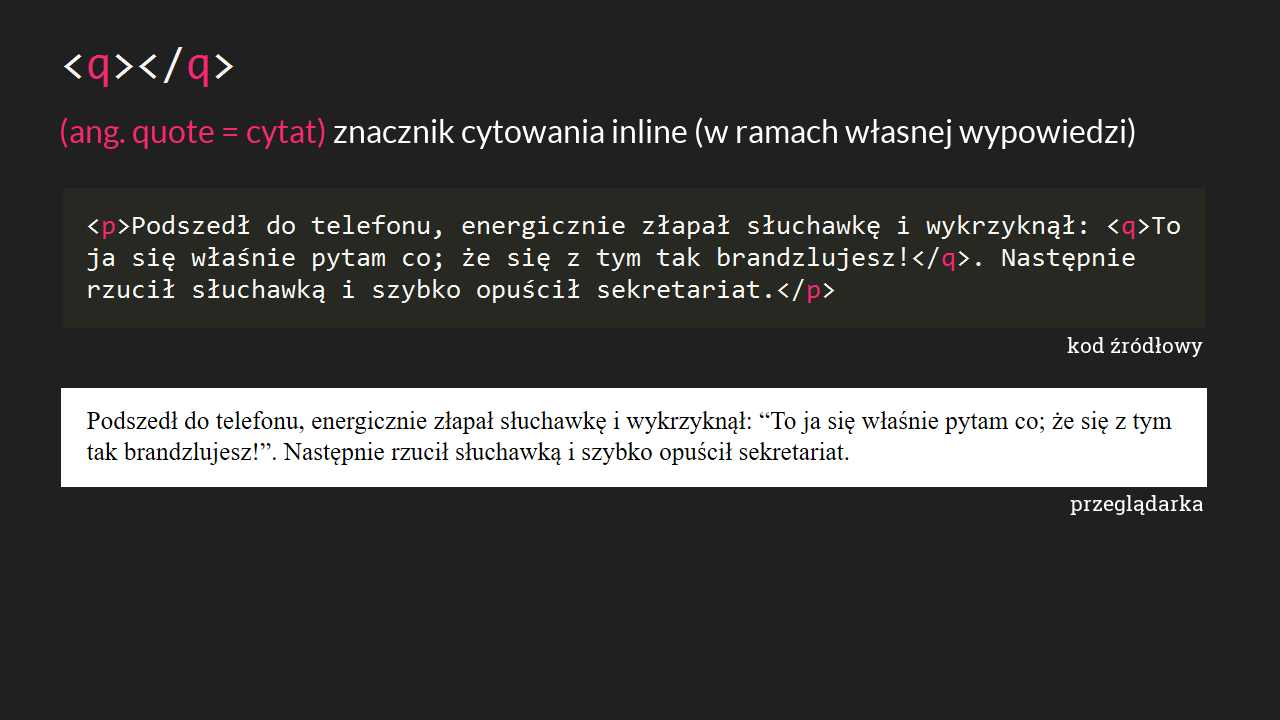 <q></q>
(ang. quote = cytat) znacznik cytowania inline (w ramach własnej wypowiedzi)
<p>Podszedł do telefonu, energicznie złapał słuchawkę i wykrzyknął: <q>To
ja się właśnie pytam co; że się z tym tak brandzlujesz!</q>. Następnie
rzucił słuchawką i szybko opuścił sekretariat.</p>
kod źródłowy
Podszedł do telefonu, energicznie złapał słuchawkę i wykrzyknął: “To ja się właśnie pytam co; że się z tym
tak brandzlujesz!”. Następnie rzucił słuchawką i szybko opuścił sekretariat.
przeglądarka